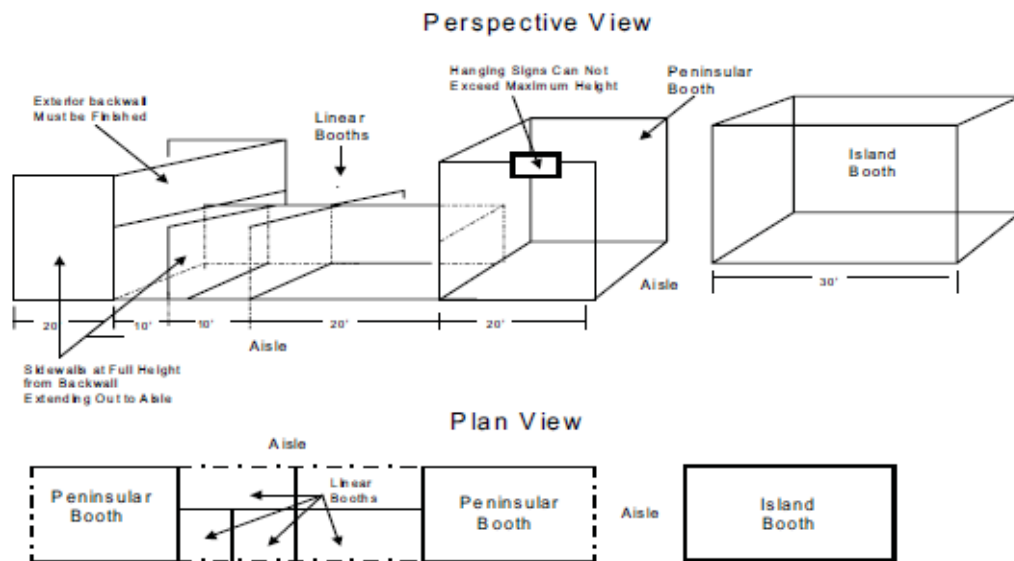 Perspective View
Hanging Signs Can Not
Exceed Maximum Height
Peninsular
Booth
Exterior backwall
Must be Finished
Linear
Booths
Island
Booth
Aisle
30'
20'
10'
10'
20'
20'
Aisle
Sidewalls at Full Height
from Backwall
Extending Out to Aisle
Plan View
Aisle
Peninsular
Booth
Linear
Booths
Peninsular
Booth
Aisle
Island
Booth